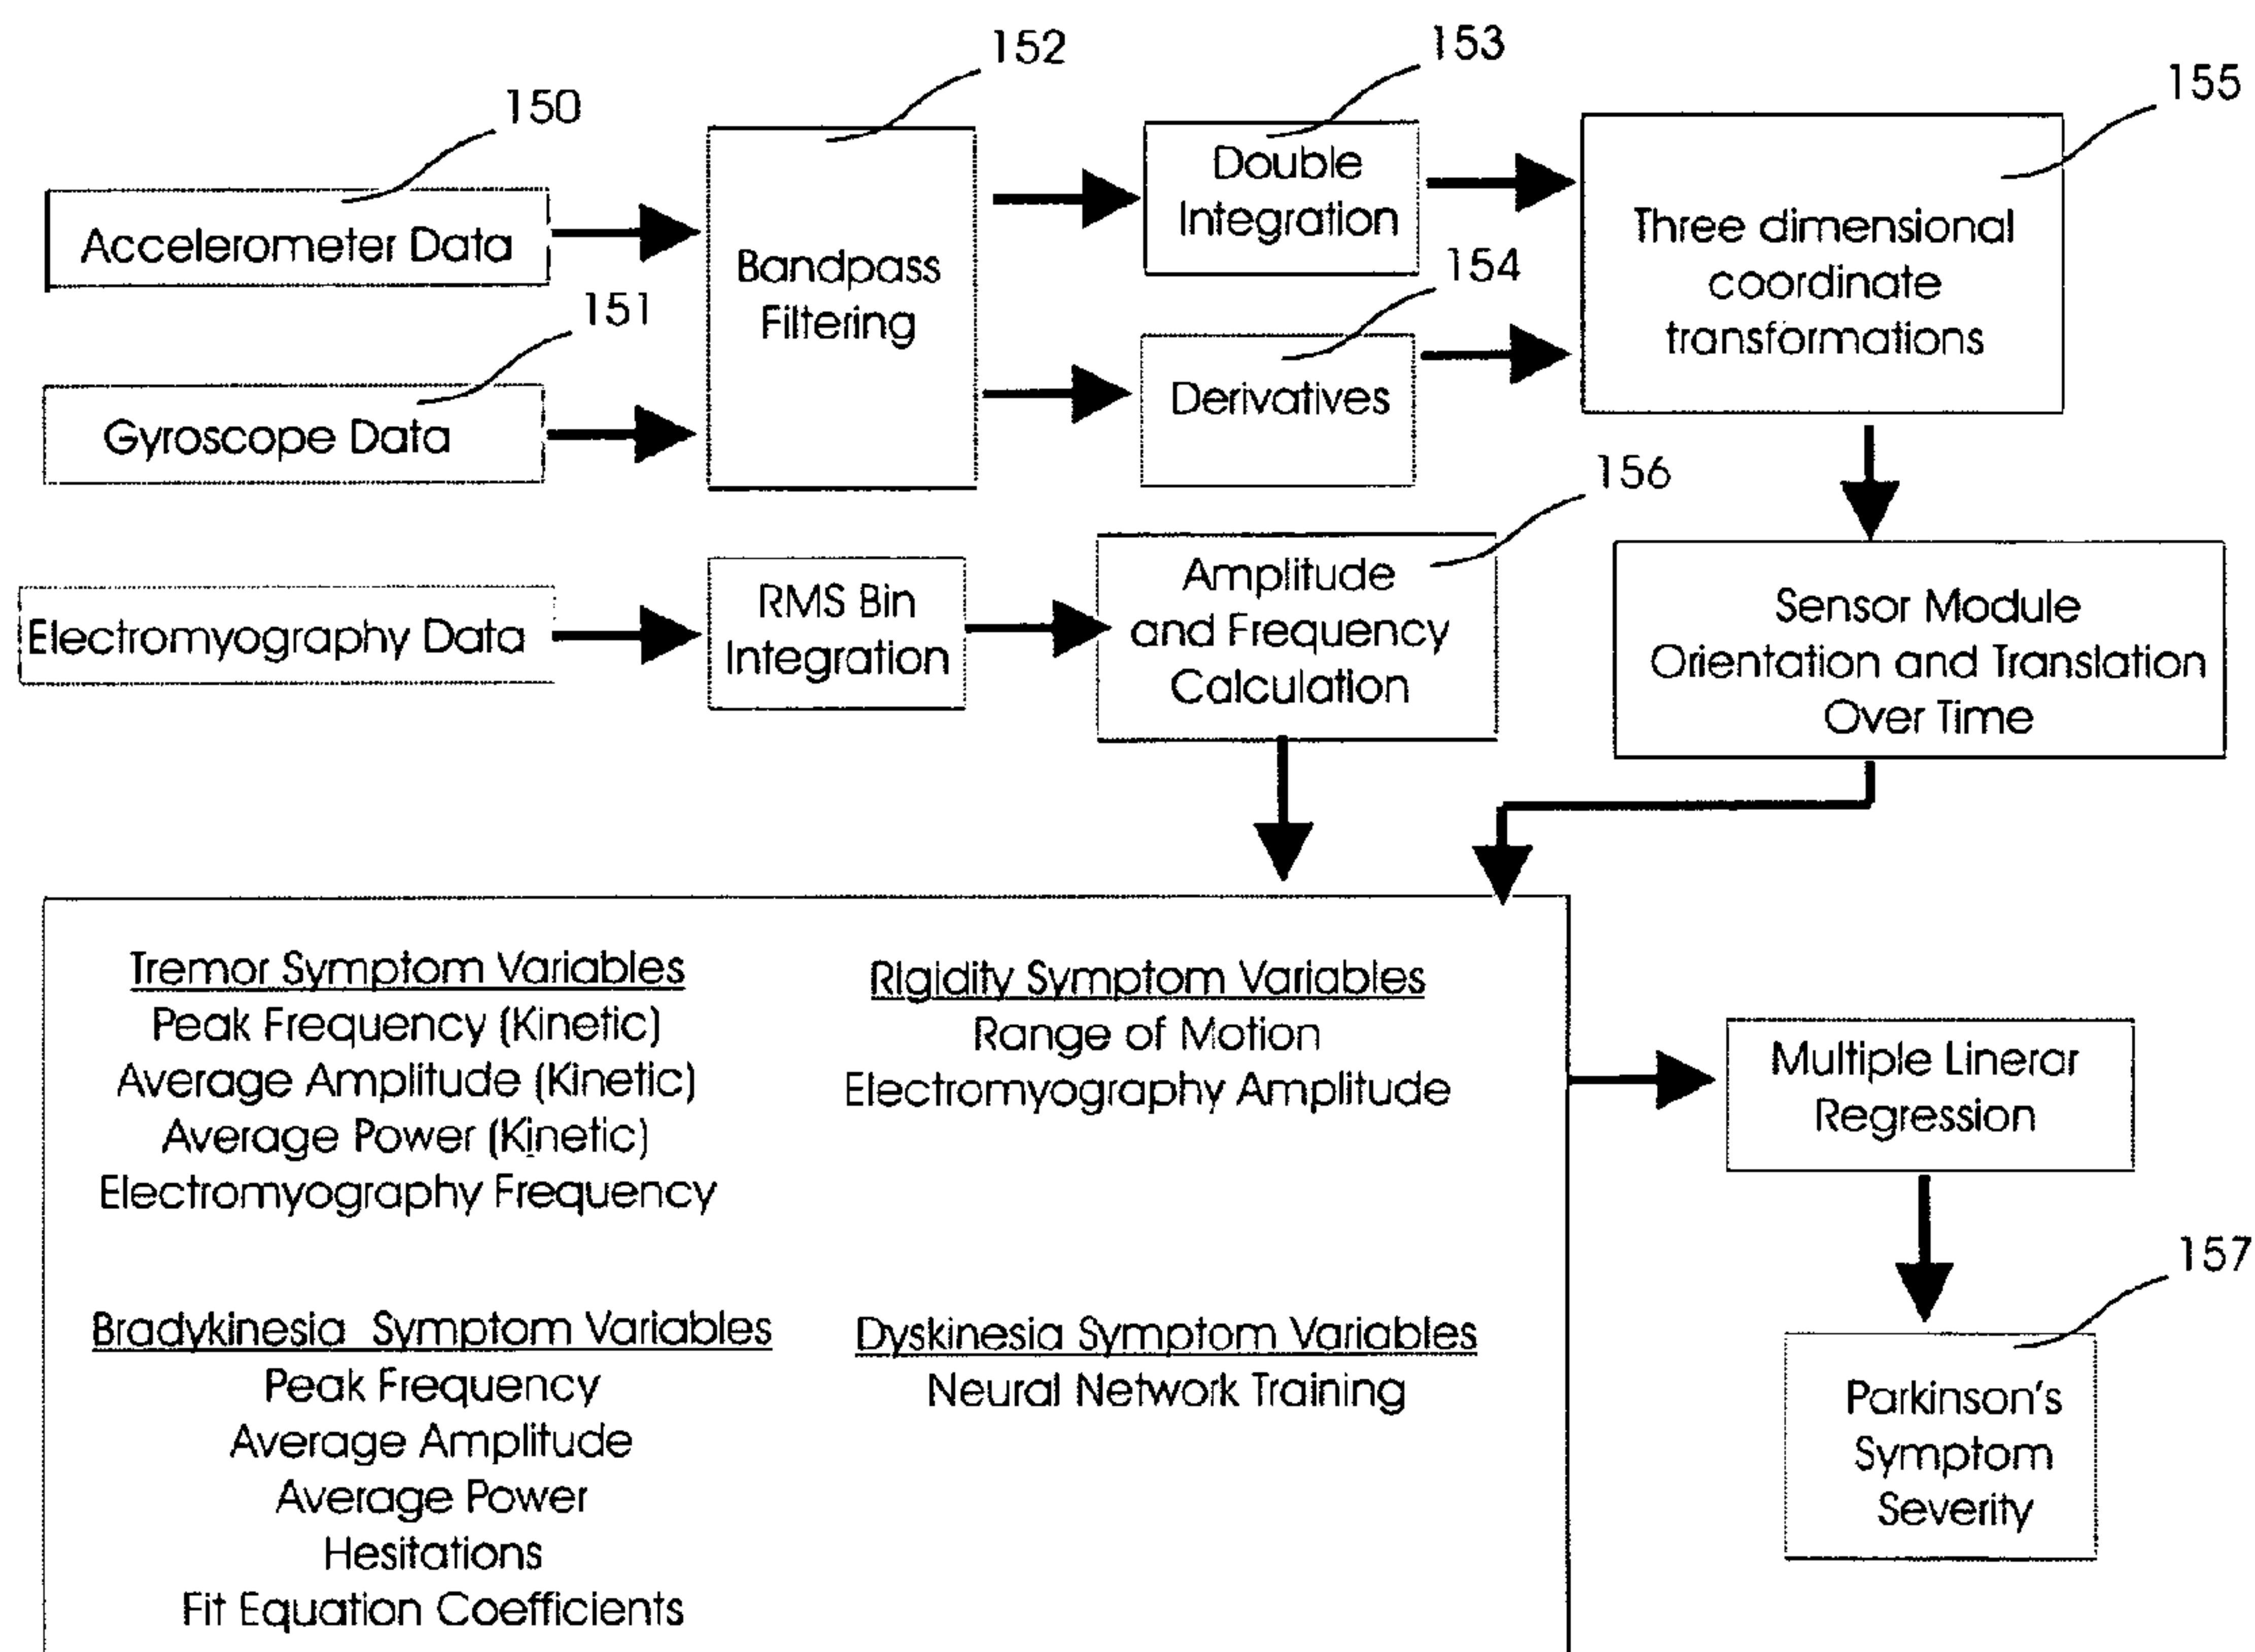 152
153
155
150
Accelerometer Data
Bandpass
Filtering
Double
Integration
Three dimensional
coordinate
transformations
151
Gyroscope Data
154
Derivatives
156
Electromyography Data
RMS Bin
Integration
Amplitude
and Frequency
Calculation
Sensor Module
Orientation and Translation
Over Time
Tremor Symptom Variables
Peak Frequency (Kinetic)
Average Amplitude (Kinetic)
Average Power (Kinetic)
Electromyography Frequency
Rigidity Symptom Variables
Range of Motion
Electromyography Amplitude
Bradykinesia Symptom Variables
Peak Frequency
Average Amplitude
Average Power
Hesitations
Fit Equation Coefficients
Dyskinesia Symptom Variables
Neural Network Training
Multiple Linerar
Regression
157
Parkinson's
Symptom
Severity